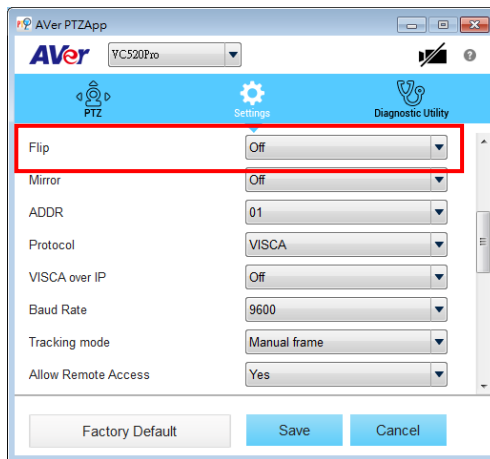 AVer PTZApp
AVer VC520Pro
PTZ Settings Diagnostic Utility
Flip Off
Mirror Off
ADDR 01
Protocol VISCA
VISCA over IP Off
Baud Rate 9600
Tracking mode Manual frame
Allow Remote Access Yes
Factory Default Save Cancel